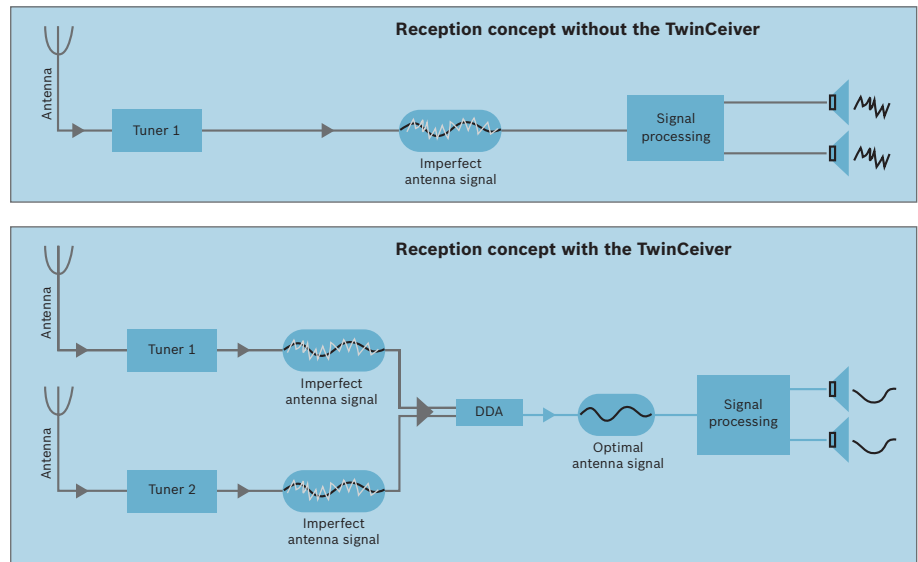 Reception concept without the TwinCeiver
Antenna
Tuner 1
Imperfect
antenna signal
Signal
processing
Reception concept with the TwinCeiver
Antenna
Tuner 1
Imperfect
antenna signal
Antenna
Tuner 2
Imperfect
antenna signal
DDA
Optimal
antenna signal
Signal
processing